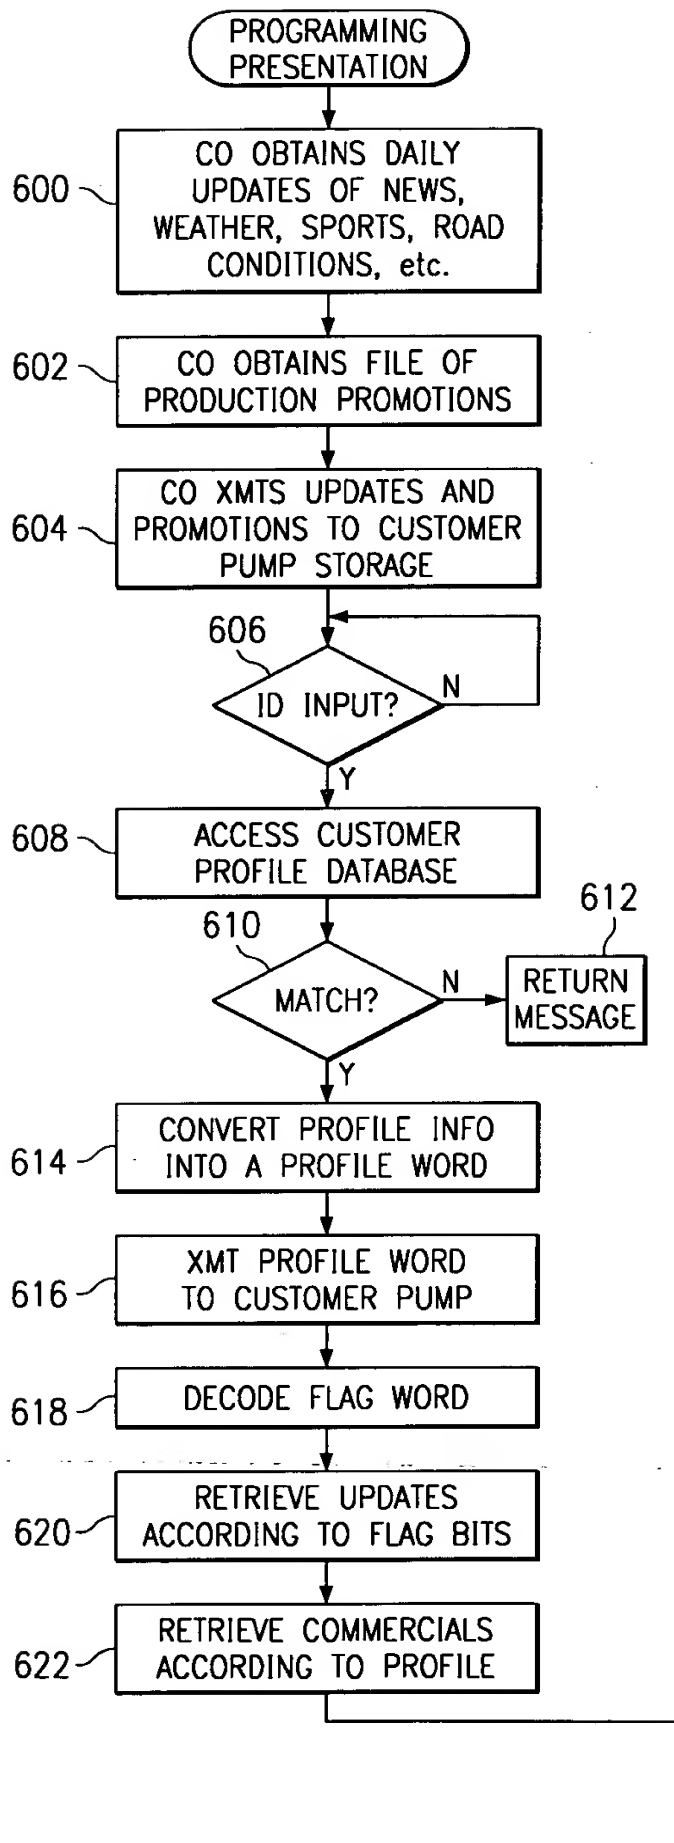 PROGRAMMING
PRESENTATION
600
CO OBTAINS DAILY
UPDATES OF NEWS,
WEATHER, SPORTS, ROAD
CONDITIONS, etc.
602
CO OBTAINS FILE OF
PRODUCTION PROMOTIONS
604
CO XMTS UPDATES AND
PROMOTIONS TO CUSTOMER
PUMP STORAGE
606
ID INPUT?
N
Y
608
ACCESS CUSTOMER
PROFILE DATABASE
610
MATCH?
N
612
RETURN
MESSAGE
Y
614
CONVERT PROFILE INFO
INTO A PROFILE WORD
616
XMT PROFILE WORD
TO CUSTOMER PUMP
618
DECODE FLAG WORD
620
RETRIEVE UPDATES
ACCORDING TO FLAG BITS
622
RETRIEVE COMMERCIALS
ACCORDING TO PROFILE